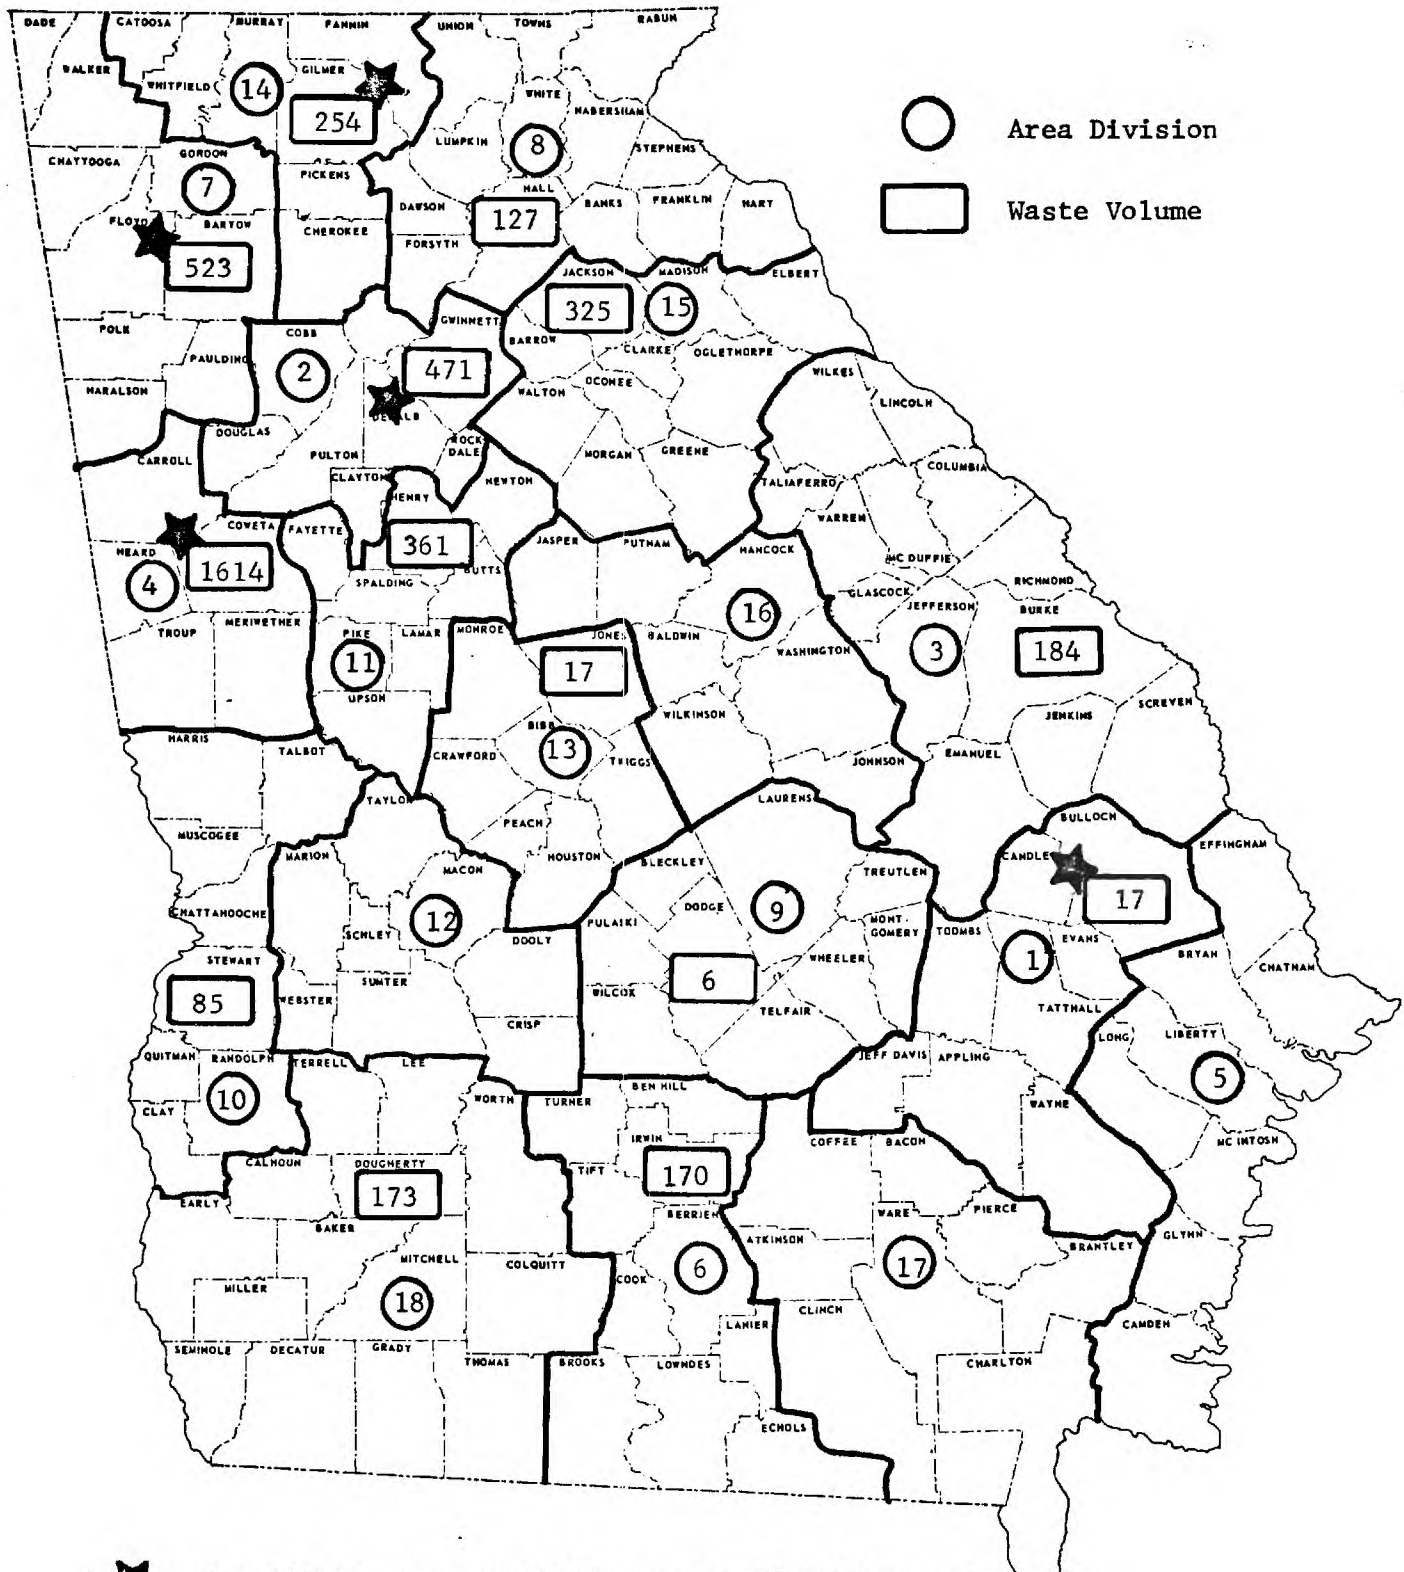 DADE CATOOSA MURRAY FANNIN UNION TOWNS RABUN
WALKER WHITFIELD 14 GILMER
254
WHITE HABERSHAM
LUMPKIN 8 STEPHENS
Area Division
CHATTOOGA GORDON PICKENS
7 HALL
DAWSON 127 BANKS FRANKLIN HART
Waste Volume
FLOYD BARTOW CHEROKEE FORSYTH
523
JACKSON MADISON ELBERT
325 15
POLK COBB GWINNETT BARROW
PAULDING CLARKE OGLETHORPE
2 471
HARALSON DEKALB WALTON OCONEE WILKES
LINCOLN
DOUGLAS
CARROLL FULTON ROCK
DALE MORGAN GREENE
CLAYTON NEWTON TALIAFERRO COLUMBIA
HENRY
COWETA FAYETTE WARREN
HEARD 361 JASPER PUTNAM HANCOCK
1614 BUTTS MC DUFFIE
4 SPALDING RICHMOND
GLASCOCK JEFFERSON BURKE
16
TROUP MERIWETHER PIKE LAMAR MONROE JONES BALDWIN WASHINGTON
11 17 3 184
UPSON
WILKINSON JENKINS SCREVEN
HARRIS TALBOT BIBB
CRAWFORD 13 TWIGGS JOHNSON EMANUEL
TAYLOR LAURENS
MUSCOGEE PEACH BULLOCH
MARION HOUSTON BLECKLEY CANDLER EFFINGHAM
MACON TREUTLEN
CHATTAHOOCHE 12 DODGE 9 17
PULASKI MONT-
GOMERY
SCHLEY DOOLY TOOMBS EVANS
STEWART WHEELER 1 BRYAN
SUMTER CHATHAM
85 WEBSTER WILCOX 6
TELFAIR TATTNALL
CRISP LONG LIBERTY
QUITMAN RANDOLPH TERRELL LEE JEFF DAVIS APPLING
10 BEN HILL 5
CLAY WORTH TURNER WAYNE
IRWIN COFFEE BACON MC INTOSH
CALHOUN DOUGHERTY TIFT
173 170
EARLY BERRIEN WARE PIERCE
BAKER ATKINSON GLYNN
MITCHELL COLQUITT BRANTLEY
COOK 6 17
MILLER 18
LANIER CLINCH CAMDEN
SEMINOLE DECATUR GRADY THOMAS BROOKS LOWNDES CHARLTON
ECHOLS